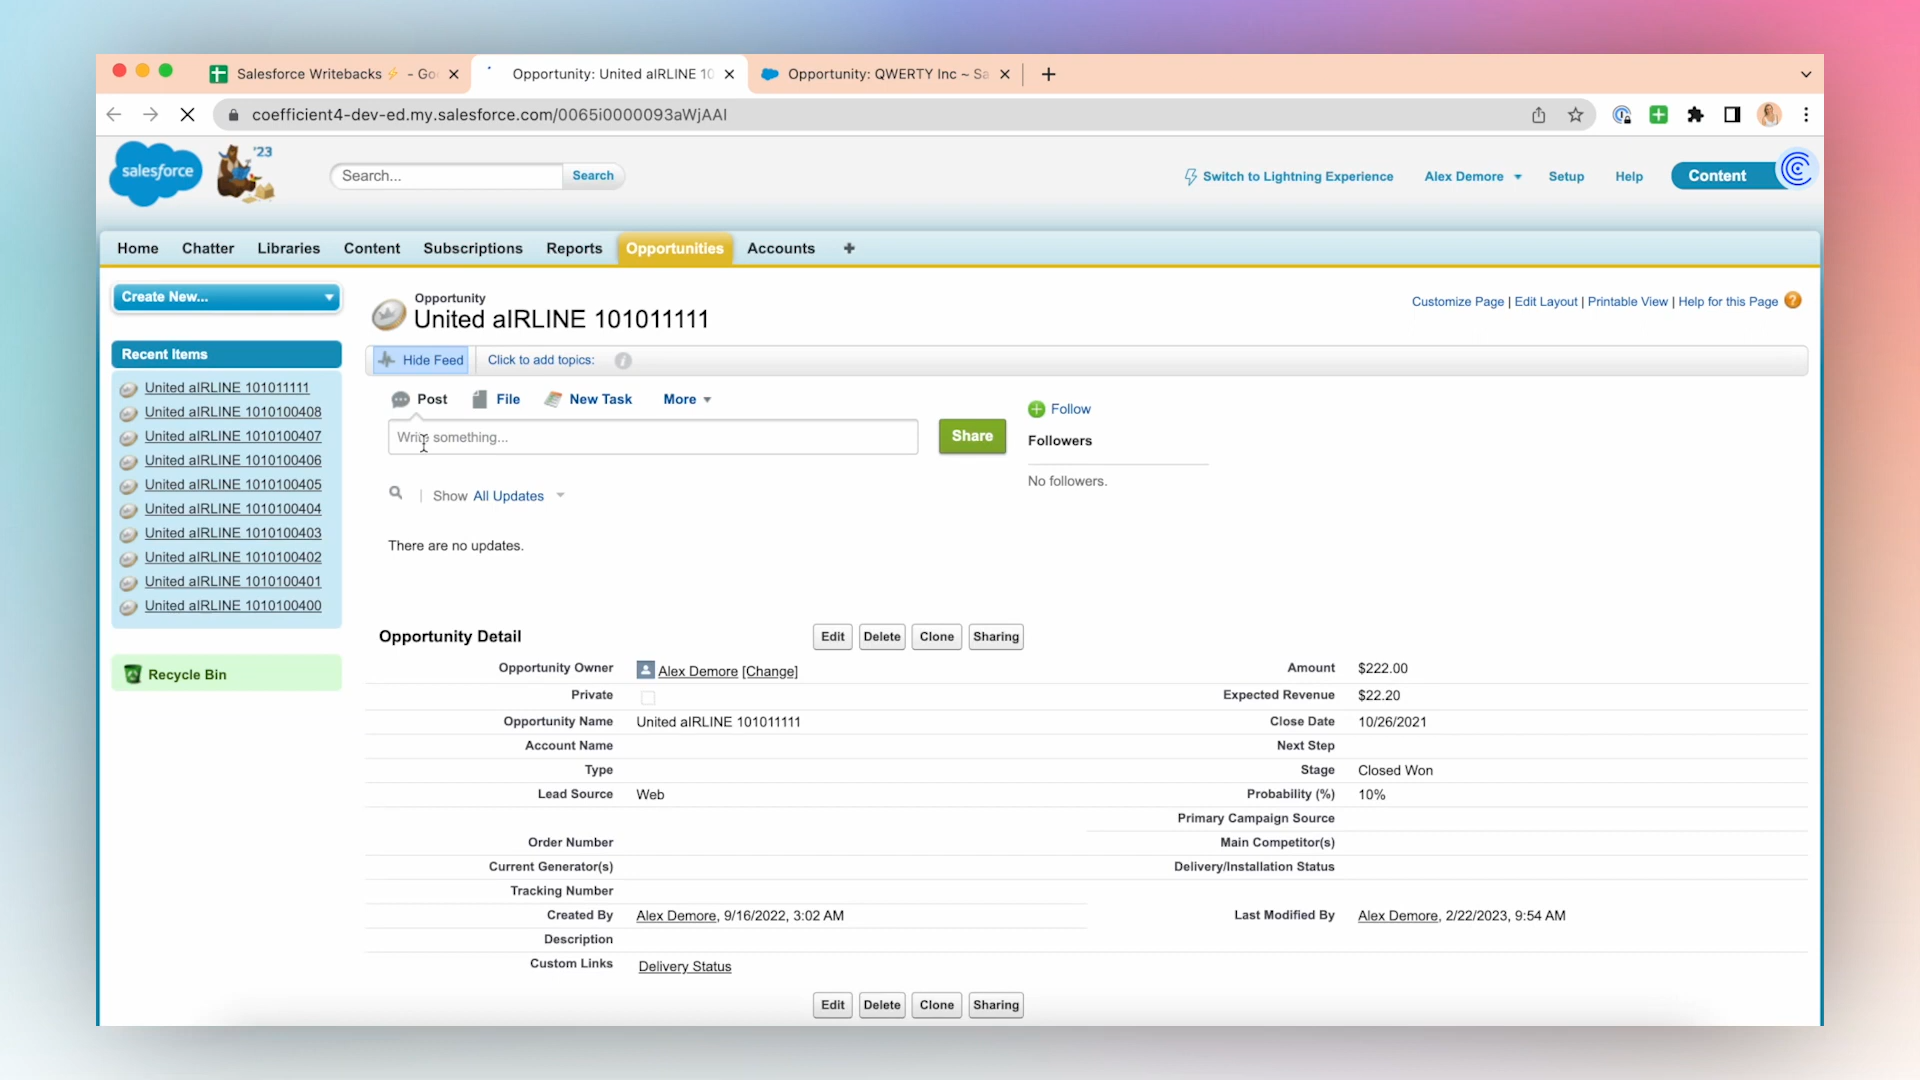 Salesforce Writebacks⚡ - Go
Opportunity: United aIRLINE 10
Opportunity: QWERTY Inc ~ Sa
coefficient4-dev-ed.my.salesforce.com/0065i0000093aWjAAI
salesforce
'23
Search...
Search
Switch to Lightning Experience
Alex Demore
Setup
Help
Content
Home
Chatter
Libraries
Content
Subscriptions
Reports
Opportunities
Accounts
+
Create New...
Recent Items
United aIRLINE 101011111
United aIRLINE 1010100408
United aIRLINE 1010100407
United aIRLINE 1010100406
United aIRLINE 1010100405
United aIRLINE 1010100404
United aIRLINE 1010100403
United aIRLINE 1010100402
United aIRLINE 1010100401
United aIRLINE 1010100400
Recycle Bin
Opportunity
United aIRLINE 101011111
Customize Page | Edit Layout | Printable View | Help for this Page ?
Hide Feed
Click to add topics:
Post
File
New Task
More
Write something...
Share
Follow
Followers
No followers.
Show All Updates
There are no updates.
Opportunity Detail
Edit
Delete
Clone
Sharing
Opportunity Owner Alex Demore [Change]
Amount $222.00
Private
Expected Revenue $22.20
Opportunity Name United aIRLINE 101011111
Close Date 10/26/2021
Account Name
Next Step
Type
Stage Closed Won
Lead Source Web
Probability (%) 10%
Primary Campaign Source
Order Number
Main Competitor(s)
Current Generator(s)
Delivery/Installation Status
Tracking Number
Created By Alex Demore, 9/16/2022, 3:02 AM
Last Modified By Alex Demore, 2/22/2023, 9:54 AM
Description
Custom Links Delivery Status
Edit
Delete
Clone
Sharing